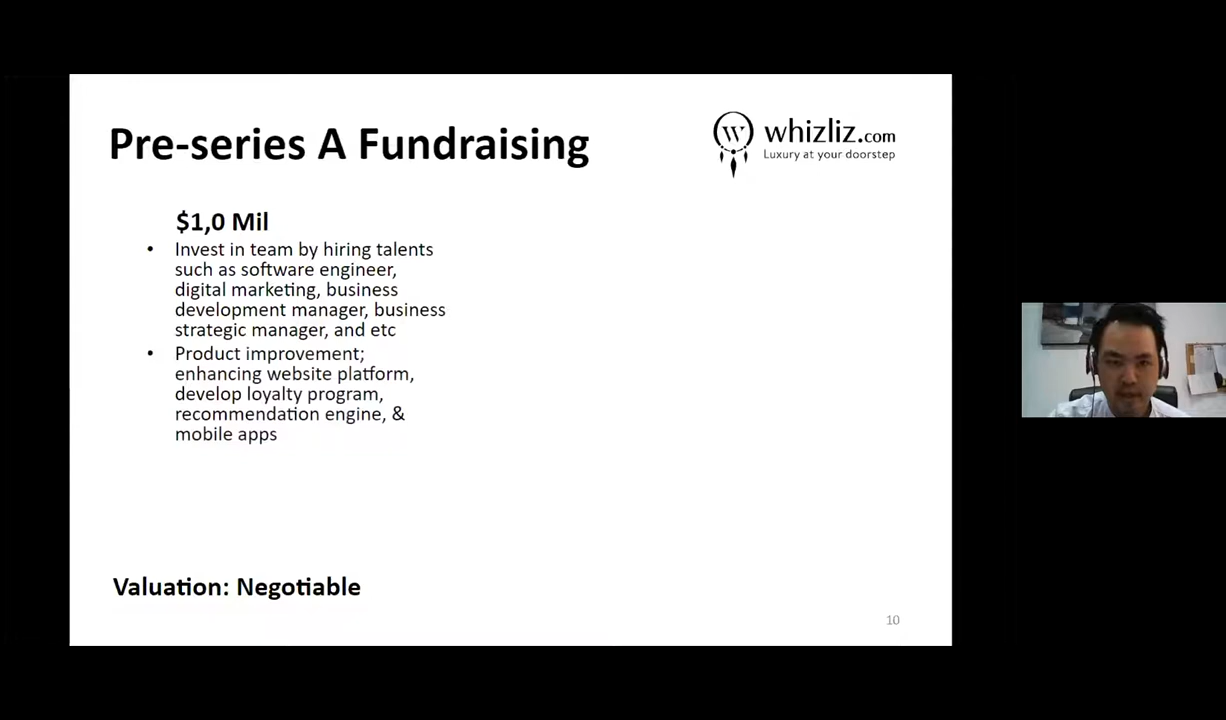 Pre-series A Fundraising
whizliz.com
Luxury at your doorstep
$1,0 Mil
• Invest in team by hiring talents
such as software engineer,
digital marketing, business
development manager, business
strategic manager, and etc
• Product improvement;
enhancing website platform,
develop loyalty program,
recommendation engine, &
mobile apps
Valuation: Negotiable
10